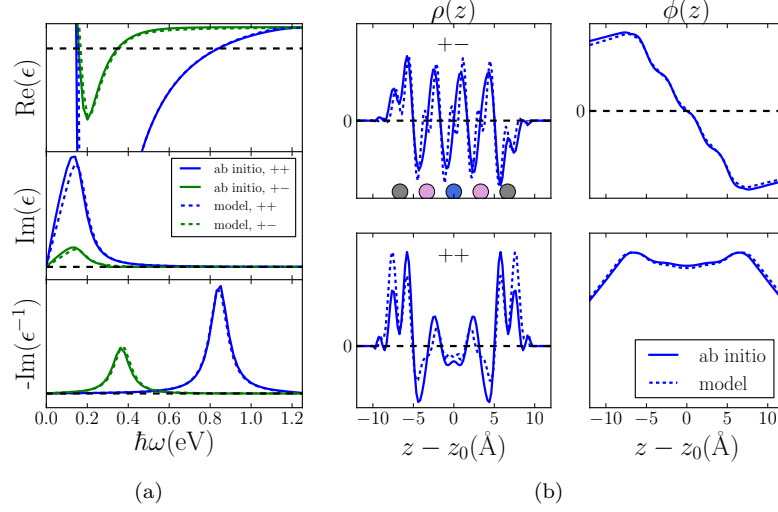 Re(ϵ)
Im(ϵ)
ab initio, ++
ab initio, +−
model, ++
model, +−
-Im(ϵ⁻¹)
0.0 0.2 0.4 0.6 0.8 1.0 1.2
ħω(eV)
(a)
ρ(z)
+−
0
++
0
−10 −5 0 5 10
z − z₀(Å)
ϕ(z)
0
ab initio
model
−10 −5 0 5 10
z − z₀(Å)
(b)